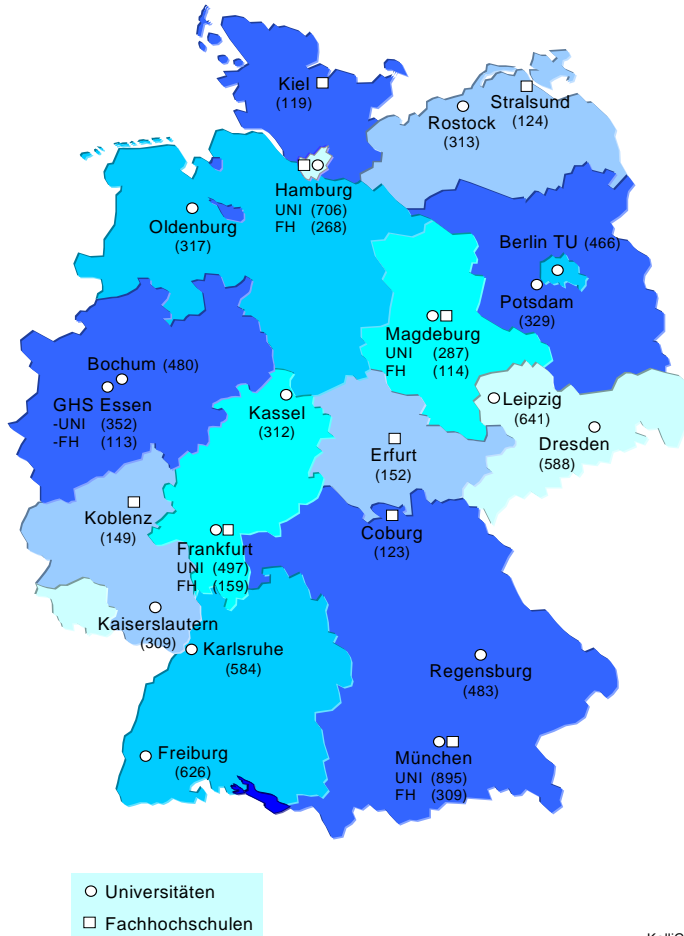 Kiel
(119)
Stralsund
(124)
Rostock
(313)
Hamburg
UNI (706)
FH (268)
Oldenburg
(317)
Berlin TU (466)
Potsdam
(329)
Magdeburg
UNI (287)
FH (114)
Bochum (480)
GHS Essen
-UNI (352)
-FH (113)
Kassel
(312)
Leipzig
(641)
Dresden
(588)
Erfurt
(152)
Koblenz
(149)
Coburg
(123)
Frankfurt
UNI (497)
FH (159)
Kaiserslautern
(309)
Karlsruhe
(584)
Regensburg
(483)
Freiburg
(626)
München
UNI (895)
FH (309)
Universitäten
Fachhochschulen